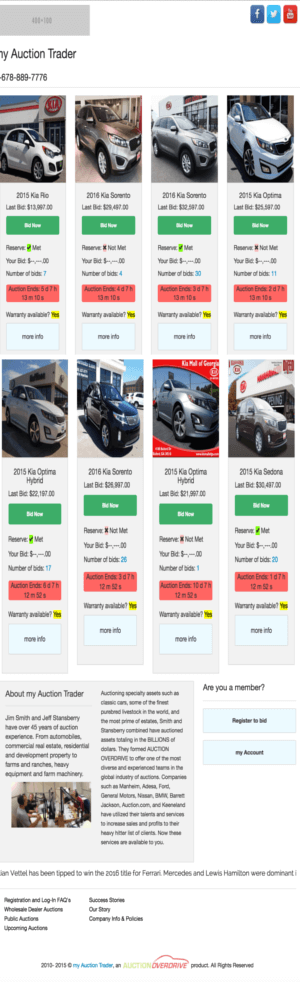 468×100
my Auction Trader
-678-889-7776
2015 Kia Rio
Last Bid: $13,997.00
Bid Now
Reserve: Met
Your Bid: $--,---.00
Number of bids: 7
Auction Ends: 5 d 7 h
13 m 10 s
Warranty available? Yes
more info
2016 Kia Sorento
Last Bid: $29,497.00
Bid Now
Reserve: Not Met
Your Bid: $--,---.00
Number of bids: 4
Auction Ends: 4 d 7 h
13 m 10 s
Warranty available? Yes
more info
2016 Kia Sorento
Last Bid: $32,597.00
Bid Now
Reserve: Met
Your Bid: $--,---.00
Number of bids: 30
Auction Ends: 3 d 7 h
13 m 10 s
Warranty available? Yes
more info
2015 Kia Optima
Last Bid: $25,597.00
Bid Now
Reserve: Not Met
Your Bid: $--,---.00
Number of bids: 11
Auction Ends: 2 d 7 h
13 m 10 s
Warranty available? Yes
more info
2015 Kia Optima
Hybrid
Last Bid: $22,197.00
Bid Now
Reserve: Met
Your Bid: $--,---.00
Number of bids: 17
Auction Ends: 6 d 7 h
12 m 52 s
Warranty available? Yes
more info
2016 Kia Sorento
Last Bid: $26,997.00
Bid Now
Reserve: Not Met
Your Bid: $--,---.00
Number of bids: 26
Auction Ends: 3 d 7 h
12 m 52 s
Warranty available? Yes
more info
Kia Mall of Georgia
2015 Kia Optima
Hybrid
Last Bid: $21,997.00
Bid Now
Reserve: Not Met
Your Bid: $--,---.00
Number of bids: 1
Auction Ends: 10 d 7 h
12 m 52 s
Warranty available? Yes
more info
2015 Kia Sedona
Last Bid: $30,497.00
Bid Now
Reserve: Met
Your Bid: $--,---.00
Number of bids: 20
Auction Ends: 1 d 7 h
12 m 52 s
Warranty available? Yes
more info
About my Auction Trader
Jim Smith and Jeff Stansberry
have over 45 years of auction
experience. From automobiles,
commercial real estate, residential
and development property to
farms and ranches, heavy
equipment and farm machinery.
Auctioning specialty assets such as
classic cars, some of the finest
purebred livestock in the world, and
the most prime of estates, Smith and
Stansberry combined have auctioned
assets totaling in the BILLIONS of
dollars. They formed AUCTION
OVERDRIVE to offer one of the most
diverse and experienced teams in the
global industry of auctions. Companies
such as Manheim, Adesa, Ford,
General Motors, Nissan, BMW, Barrett
Jackson, Auction.com, and Keeneland
have utilized their talents and services
to increase sales and profits to their
heavy hitter list of clients. Now these
services are available to you.
Are you a member?
Register to bid
my Account
ian Vettel has been tipped to win the 2016 title for Ferrari. Mercedes and Lewis Hamilton were dominant i
Registration and Log-In FAQ's
Wholesale Dealer Auctions
Public Auctions
Upcoming Auctions
Success Stories
Our Story
Company Info & Policies
2015- 2015 © my Auction Trader, an AUCTION OVERDRIVE product. All Rights Reserved